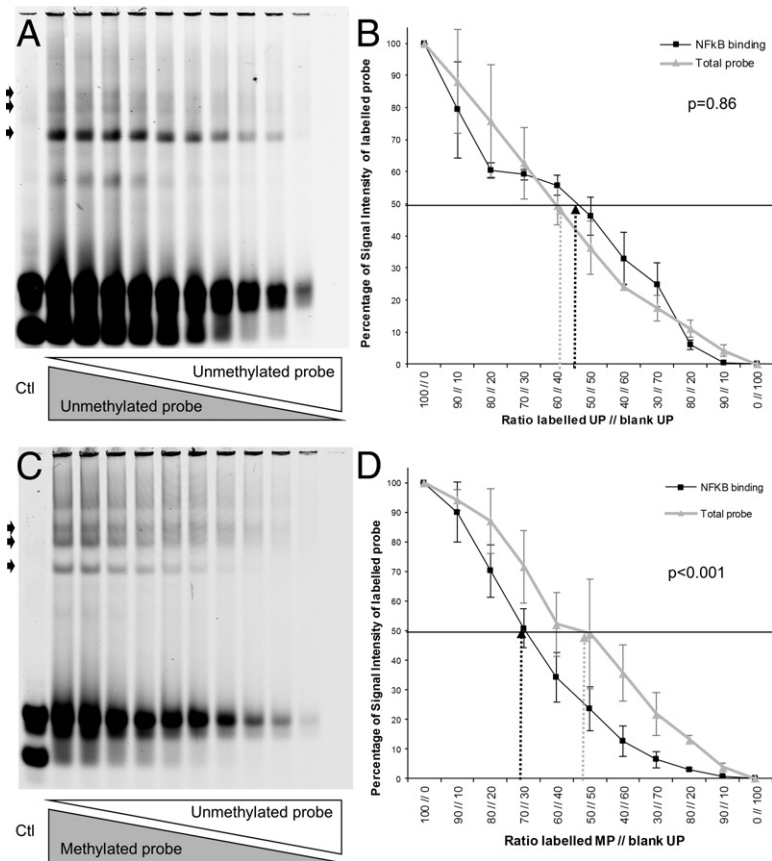 A
Ctl
Unmethylated probe
Unmethylated probe
B
NFkB binding
Total probe
p=0.86
Percentage of Signal Intensity of labelled probe
100
90
80
70
60
50
40
30
20
10
0
100 // 0
90 // 10
80 // 20
70 // 30
60 // 40
50 // 50
40 // 60
30 // 70
20 // 80
10 // 90
0 // 100
Ratio labelled UP // blank UP
C
Ctl
Unmethylated probe
Methylated probe
D
NFKB binding
Total probe
p<0.001
Percentage of Signal Intensity of labelled probe
100
90
80
70
60
50
40
30
20
10
0
100 // 0
90 // 10
80 // 20
70 // 30
60 // 40
50 // 50
40 // 60
30 // 70
80 // 20
90 // 10
0 // 100
Ratio labelled MP // blank UP